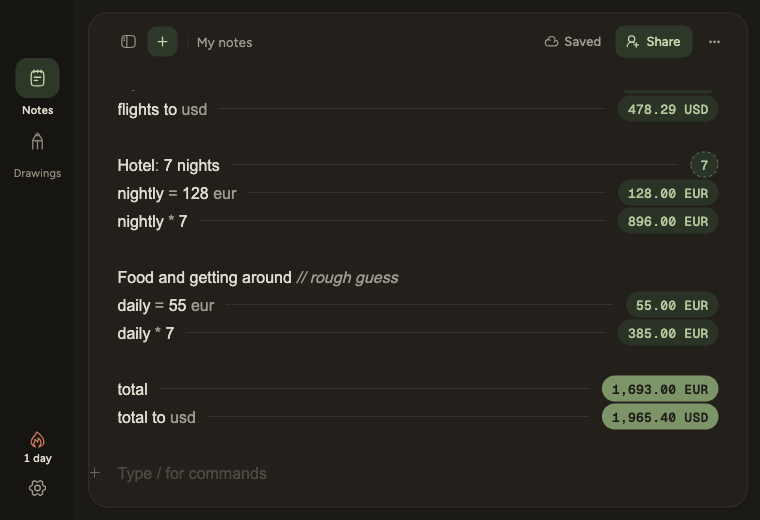 My notes
Saved
Share
Notes
Drawings
flights to usd 478.29 USD
Hotel: 7 nights 7
nightly = 128 eur 128.00 EUR
nightly * 7 896.00 EUR
Food and getting around // rough guess
daily = 55 eur 55.00 EUR
daily * 7 385.00 EUR
total 1,693.00 EUR
total to usd 1,965.40 USD
Type / for commands
1 day